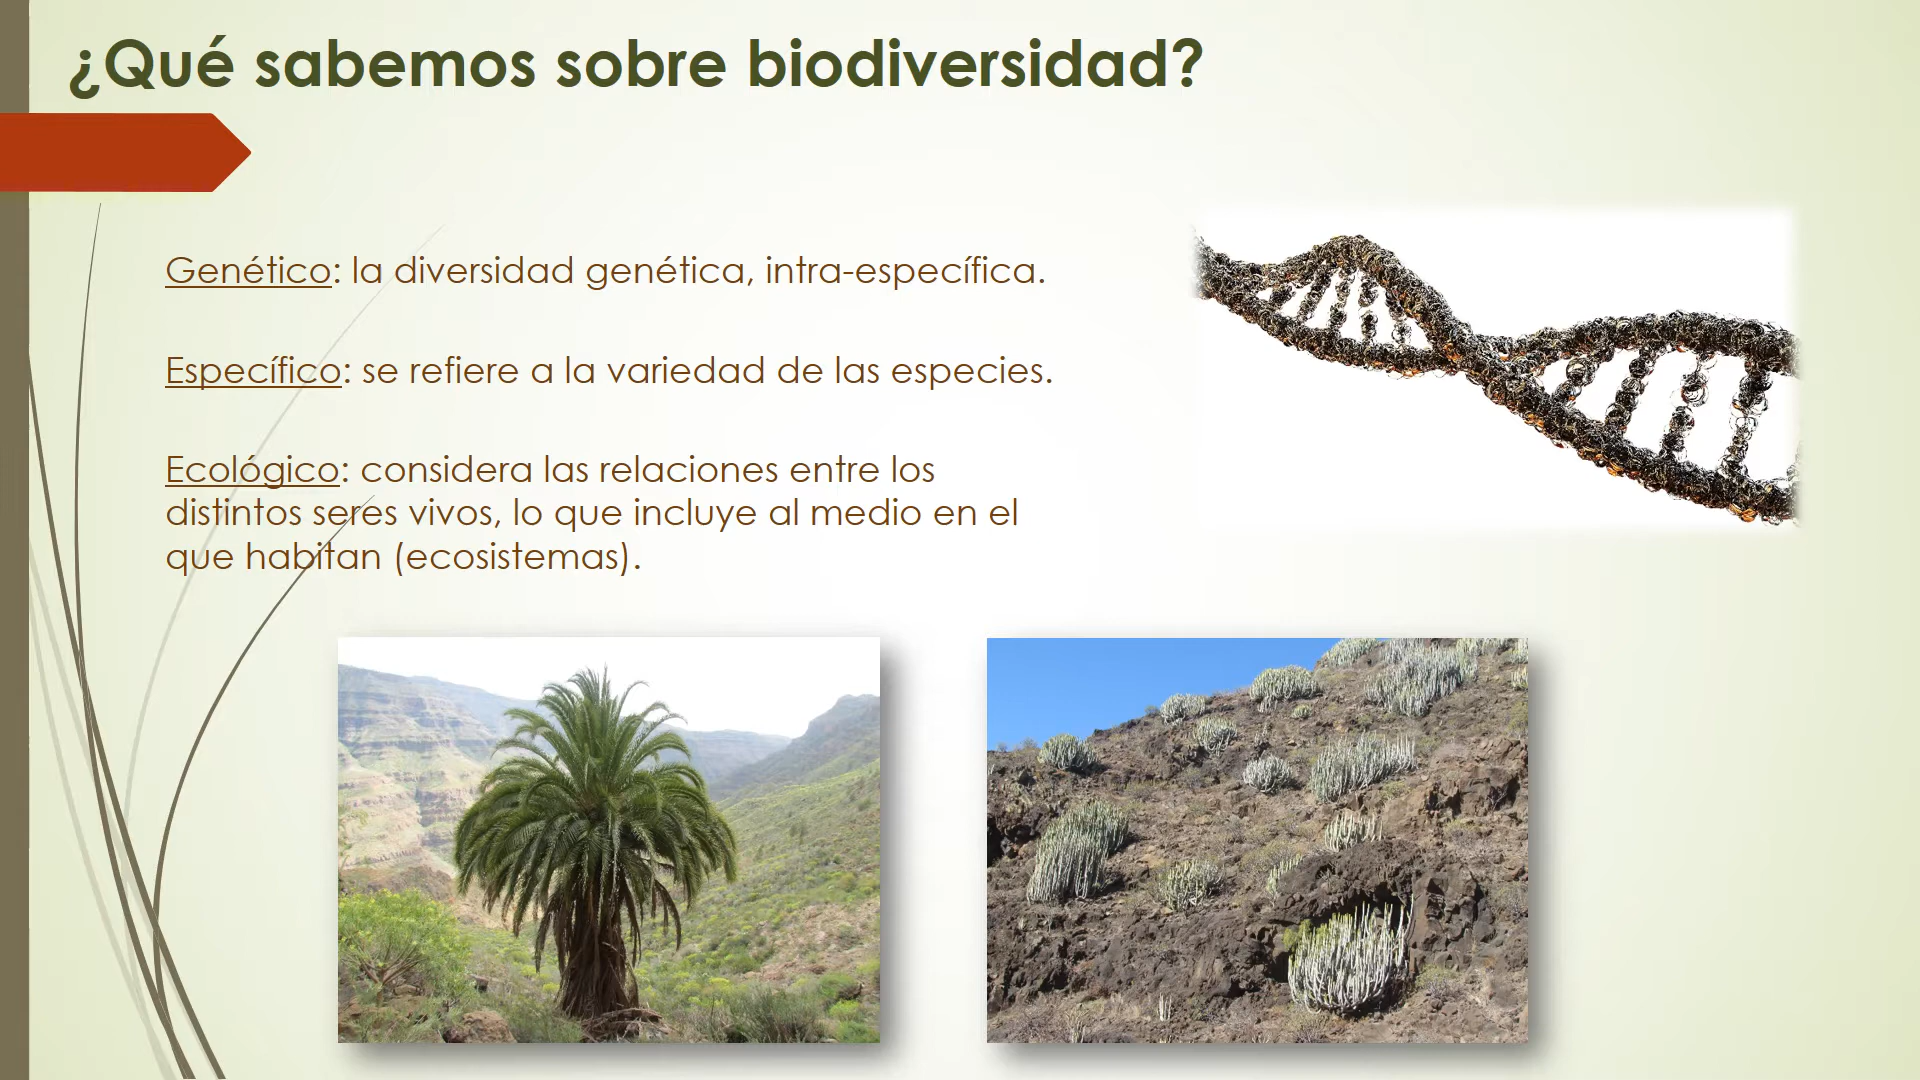 ¿Qué sabemos sobre biodiversidad?
Genético: la diversidad genética, intra-específica.
Específico: se refiere a la variedad de las especies.
Ecológico: considera las relaciones entre los
distintos seres vivos, lo que incluye al medio en el
que habitan (ecosistemas).